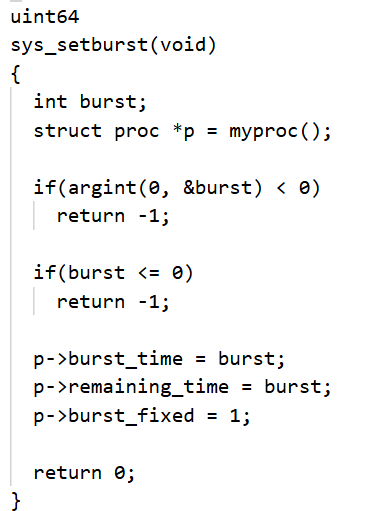 uint64
sys_setburst(void)
{
  int burst;
  struct proc *p = myproc();

  if(argint(0, &burst) < 0)
    return -1;

  if(burst <= 0)
    return -1;

  p->burst_time = burst;
  p->remaining_time = burst;
  p->burst_fixed = 1;

  return 0;
}